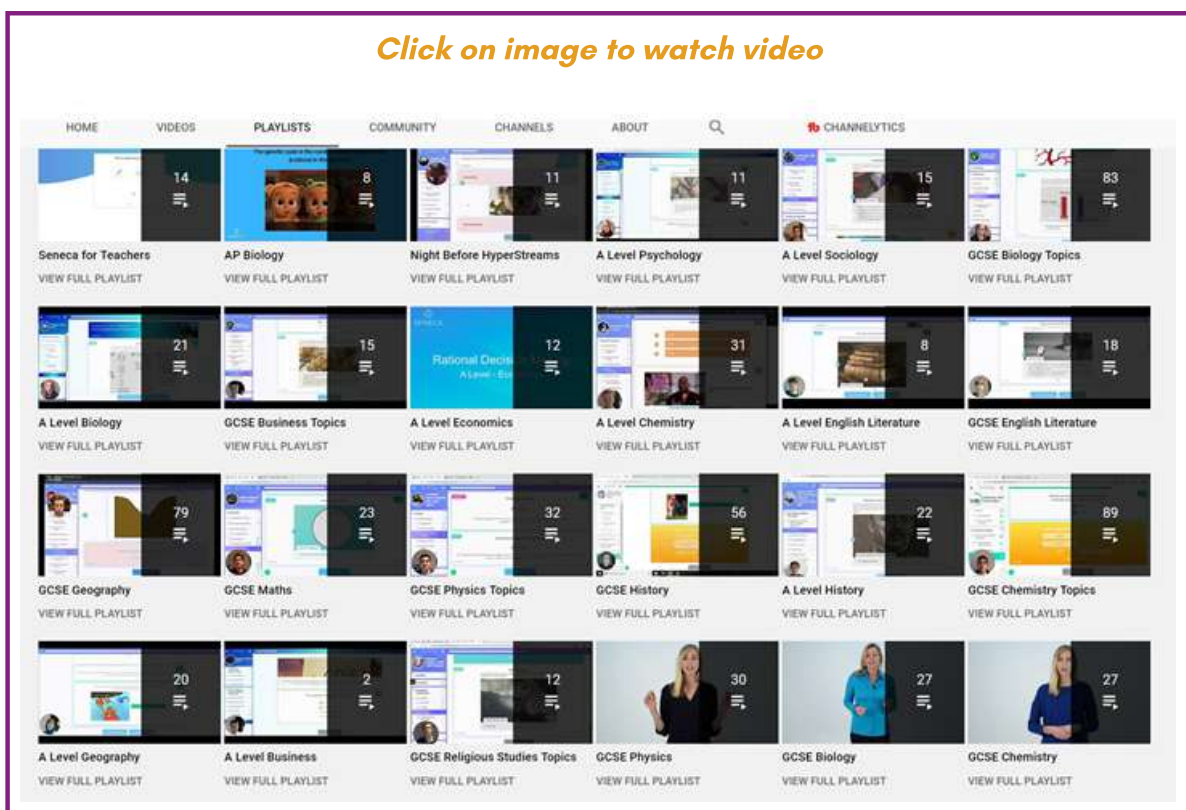 Click on image to watch video
HOME VIDEOS PLAYLISTS COMMUNITY CHANNELS ABOUT CHANNELYTICS
14 8 11 11 15 83
Seneca for Teachers AP Biology Night Before HyperStreams A Level Psychology A Level Sociology GCSE Biology Topics
VIEW FULL PLAYLIST VIEW FULL PLAYLIST VIEW FULL PLAYLIST VIEW FULL PLAYLIST VIEW FULL PLAYLIST VIEW FULL PLAYLIST
SENECA
Rational Decis
A Level - Eco
21 15 12 31 8 18
A Level Biology GCSE Business Topics A Level Economics A Level Chemistry A Level English Literature GCSE English Literature
VIEW FULL PLAYLIST VIEW FULL PLAYLIST VIEW FULL PLAYLIST VIEW FULL PLAYLIST VIEW FULL PLAYLIST VIEW FULL PLAYLIST
79 23 32 56 22 89
GCSE Geography GCSE Maths GCSE Physics Topics GCSE History A Level History GCSE Chemistry Topics
VIEW FULL PLAYLIST VIEW FULL PLAYLIST VIEW FULL PLAYLIST VIEW FULL PLAYLIST VIEW FULL PLAYLIST VIEW FULL PLAYLIST
20 2 12 30 27 27
A Level Geography A Level Business GCSE Religious Studies Topics GCSE Physics GCSE Biology GCSE Chemistry
VIEW FULL PLAYLIST VIEW FULL PLAYLIST VIEW FULL PLAYLIST VIEW FULL PLAYLIST VIEW FULL PLAYLIST VIEW FULL PLAYLIST